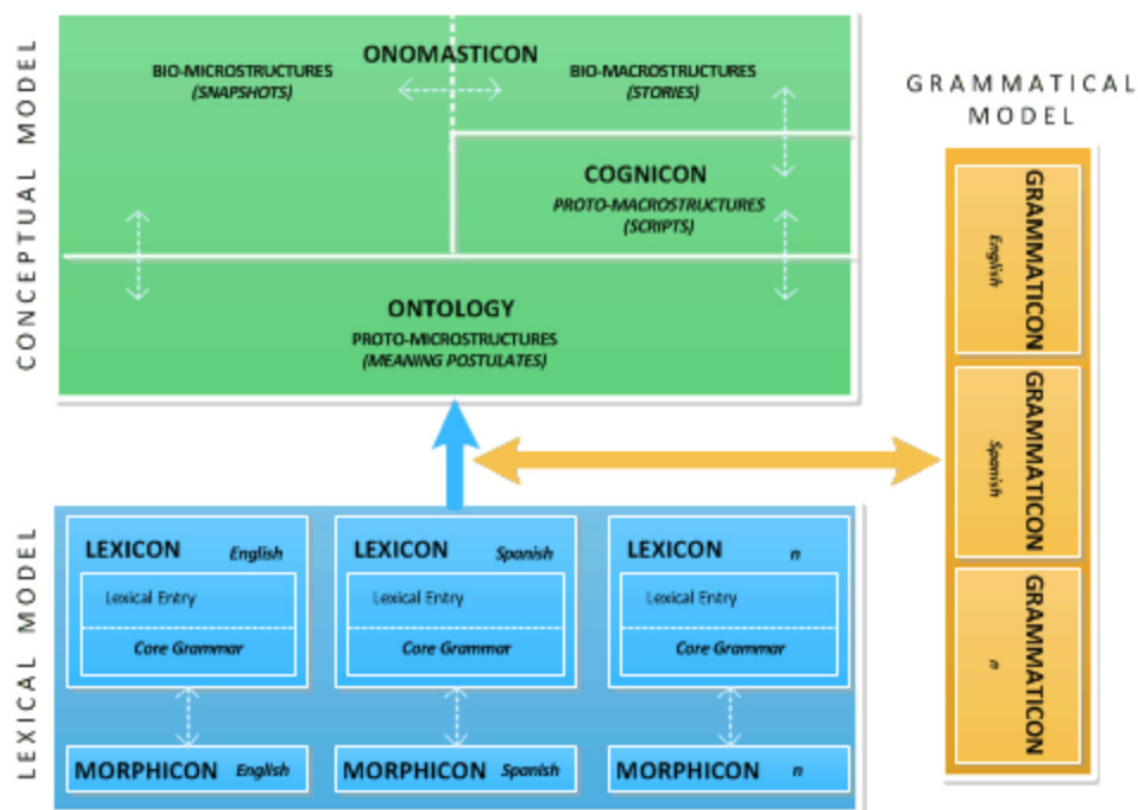 CONCEPTUAL MODEL
ONOMASTICON
BIO-MICROSTRUCTURES
(SNAPSHOTS)
BIO-MACROSTRUCTURES
(STORIES)
COGNICON
PROTO-MACROSTRUCTURES
(SCRIPTS)
ONTOLOGY
PROTO-MICROSTRUCTURES
(MEANING POSTULATES)
GRAMMATICAL
MODEL
GRAMMATICON
English
GRAMMATICON
Spanish
GRAMMATICON
n
LEXICAL MODEL
LEXICON English
Lexical Entry
Core Grammar
MORPHICON English
LEXICON Spanish
Lexical Entry
Core Grammar
MORPHICON Spanish
LEXICON n
Lexical Entry
Core Grammar
MORPHICON n